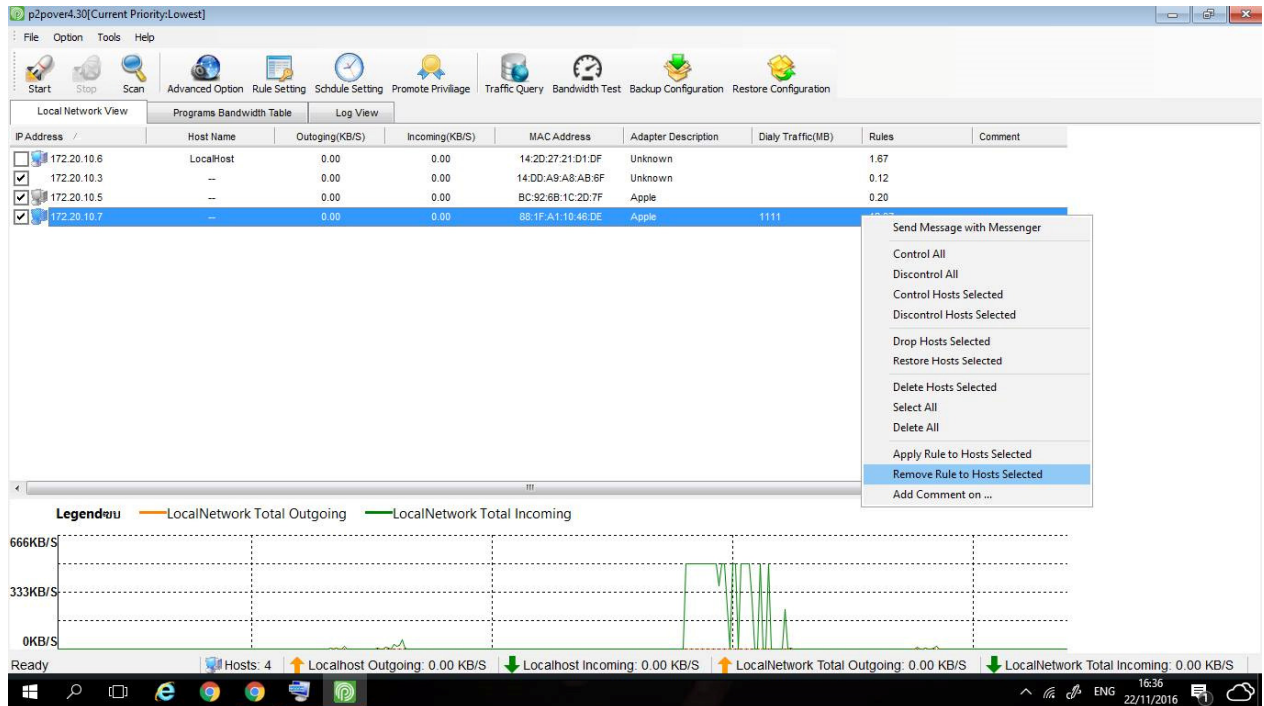 p2pover4.30[Current Priority:Lowest]
File Option Tools Help
Start Stop Scan Advanced Option Rule Setting Schdule Setting Promote Priviliage Traffic Query Bandwidth Test Backup Configuration Restore Configuration
Local Network View Programs Bandwidth Table Log View
IP Address Host Name Outoging(KB/S) Incoming(KB/S) MAC Address Adapter Description Dialy Traffic(MB) Rules Comment
172.20.10.6 LocalHost 0.00 0.00 14:2D:27:21:D1:DF Unknown 1.67
172.20.10.3 -- 0.00 0.00 14:DD:A9:A8:AB:6F Unknown 0.12
172.20.10.5 -- 0.00 0.00 BC:92:6B:1C:2D:7F Apple 0.20
172.20.10.7 -- 0.00 0.00 88:1F:A1:10:46:DE Apple 1111
Send Message with Messenger
Control All
Discontrol All
Control Hosts Selected
Discontrol Hosts Selected
Drop Hosts Selected
Restore Hosts Selected
Delete Hosts Selected
Select All
Delete All
Apply Rule to Hosts Selected
Remove Rule to Hosts Selected
Add Comment on ...
Legend LocalNetwork Total Outgoing LocalNetwork Total Incoming
666KB/S
333KB/S
0KB/S
Ready Hosts: 4 Localhost Outgoing: 0.00 KB/S Localhost Incoming: 0.00 KB/S LocalNetwork Total Outgoing: 0.00 KB/S LocalNetwork Total Incoming: 0.00 KB/S
ENG 16:36
22/11/2016